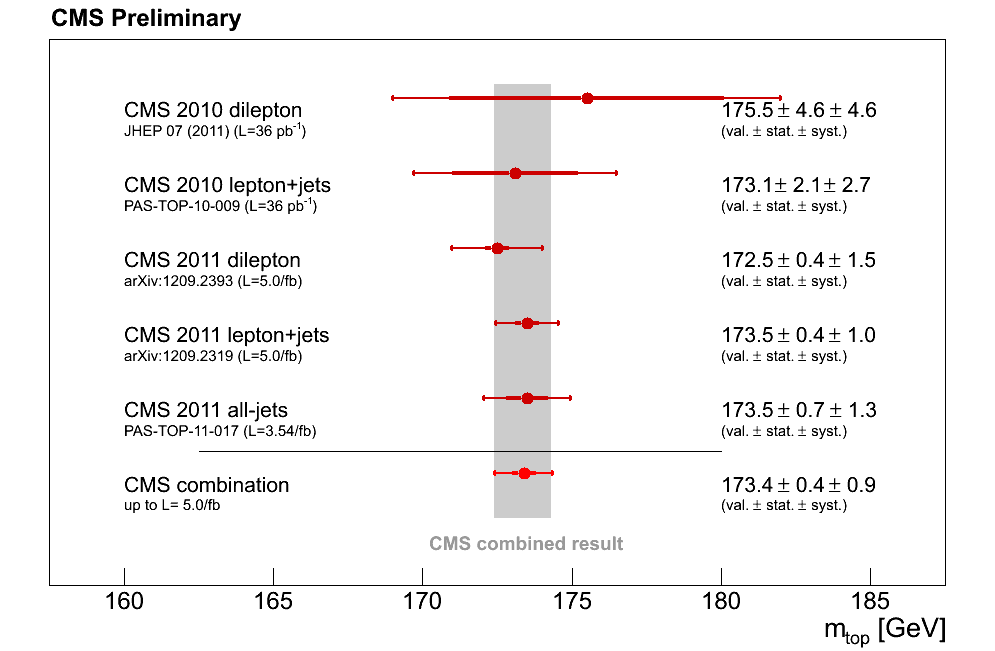 CMS Preliminary
CMS 2010 dilepton 175.5 ± 4.6 ± 4.6
JHEP 07 (2011) (L=36 pb⁻¹) (val. ± stat. ± syst.)
CMS 2010 lepton+jets 173.1 ± 2.1 ± 2.7
PAS-TOP-10-009 (L=36 pb⁻¹) (val. ± stat. ± syst.)
CMS 2011 dilepton 172.5 ± 0.4 ± 1.5
arXiv:1209.2393 (L=5.0/fb) (val. ± stat. ± syst.)
CMS 2011 lepton+jets 173.5 ± 0.4 ± 1.0
arXiv:1209.2319 (L=5.0/fb) (val. ± stat. ± syst.)
CMS 2011 all-jets 173.5 ± 0.7 ± 1.3
PAS-TOP-11-017 (L=3.54/fb) (val. ± stat. ± syst.)
CMS combination 173.4 ± 0.4 ± 0.9
up to L= 5.0/fb (val. ± stat. ± syst.)
CMS combined result
160 165 170 175 180 185
m_top [GeV]